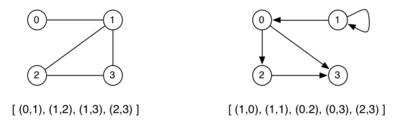 0 1 0 1
2 3 2 3
[ (0,1), (1,2), (1,3), (2,3) ] [ (1,0), (1,1), (0.2), (0,3), (2,3) ]